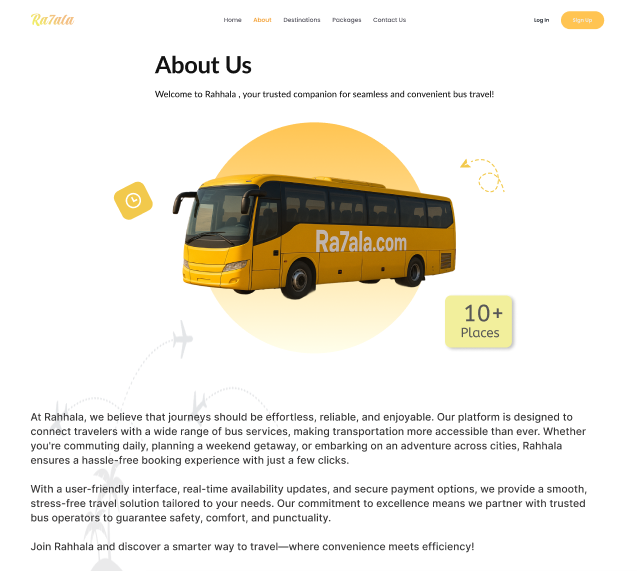 Ra7ala
Home About Destinations Packages Contact Us
Log in Sign Up
About Us
Welcome to Rahhala , your trusted companion for seamless and convenient bus travel!
Ra7ala.com
10+
Places
At Rahhala, we believe that journeys should be effortless, reliable, and enjoyable. Our platform is designed to
connect travelers with a wide range of bus services, making transportation more accessible than ever. Whether
you're commuting daily, planning a weekend getaway, or embarking on an adventure across cities, Rahhala
ensures a hassle-free booking experience with just a few clicks.
With a user-friendly interface, real-time availability updates, and secure payment options, we provide a smooth,
stress-free travel solution tailored to your needs. Our commitment to excellence means we partner with trusted
bus operators to guarantee safety, comfort, and punctuality.
Join Rahhala and discover a smarter way to travel—where convenience meets efficiency!